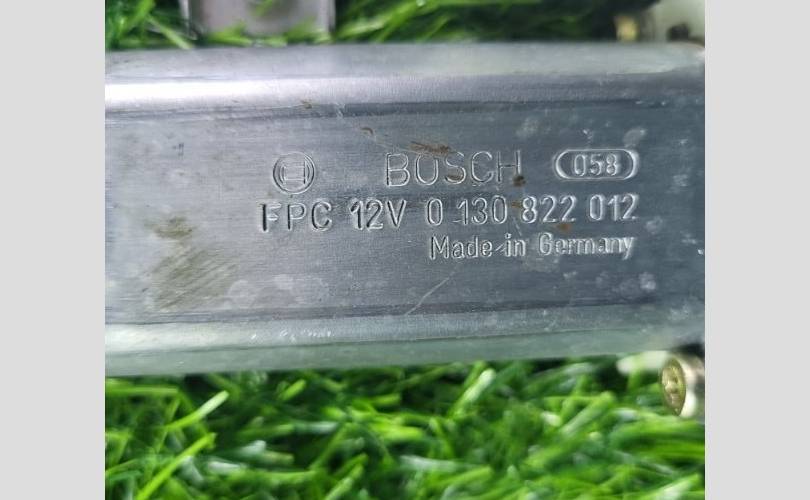 BOSCH 058
FPC 12V 0 130 822 012
Made in Germany